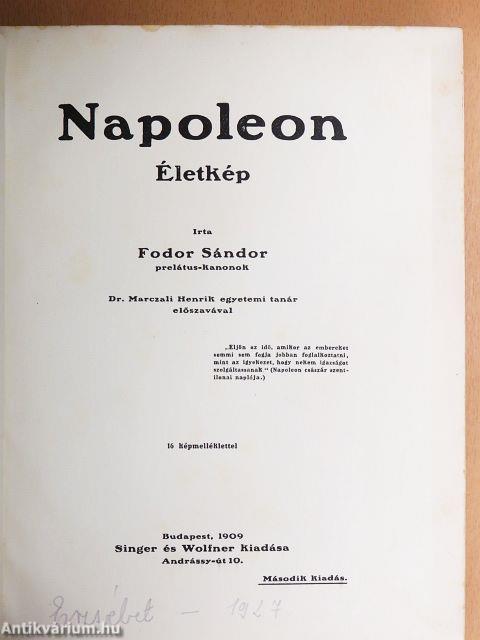 Napoleon
Életkép
Irta
Fodor Sándor
prelátus-kanonok
Dr. Marczali Henrik egyetemi tanár
előszavával
„Eljön az idő, amikor az embereket
semmi sem fogja jobban foglalkoztatni,
mint az igyekezet, hogy nekem igazságot
szolgáltassanak." (Napoleon császár szent-
ilonai naplója.)
16 képmelléklettel
Budapest, 1909
Singer és Wolfner Kiadása
Andrássy-út 10.
Második Kiadás.
Erzsébet — 1927
Antikvárium.hu